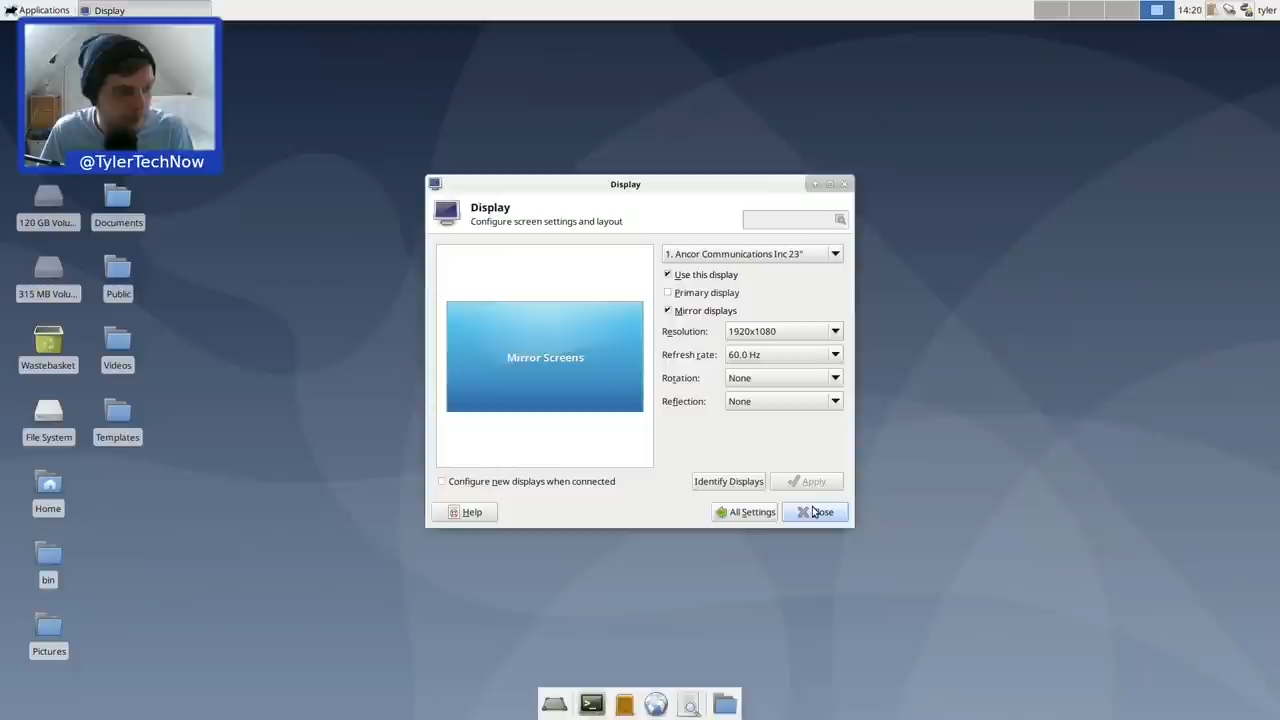 Applications
Display
14:20
tyler
@TylerTechNow
120 GB Volu...
Documents
315 MB Volu...
Public
Wastebasket
Videos
File System
Templates
Home
bin
Pictures
Display
Display
Configure screen settings and layout
1. Ancor Communications Inc 23"
Use this display
Primary display
Mirror displays
Resolution: 1920x1080
Refresh rate: 60.0 Hz
Rotation: None
Reflection: None
Mirror Screens
Configure new displays when connected
Identify Displays
Apply
Help
All Settings
Close